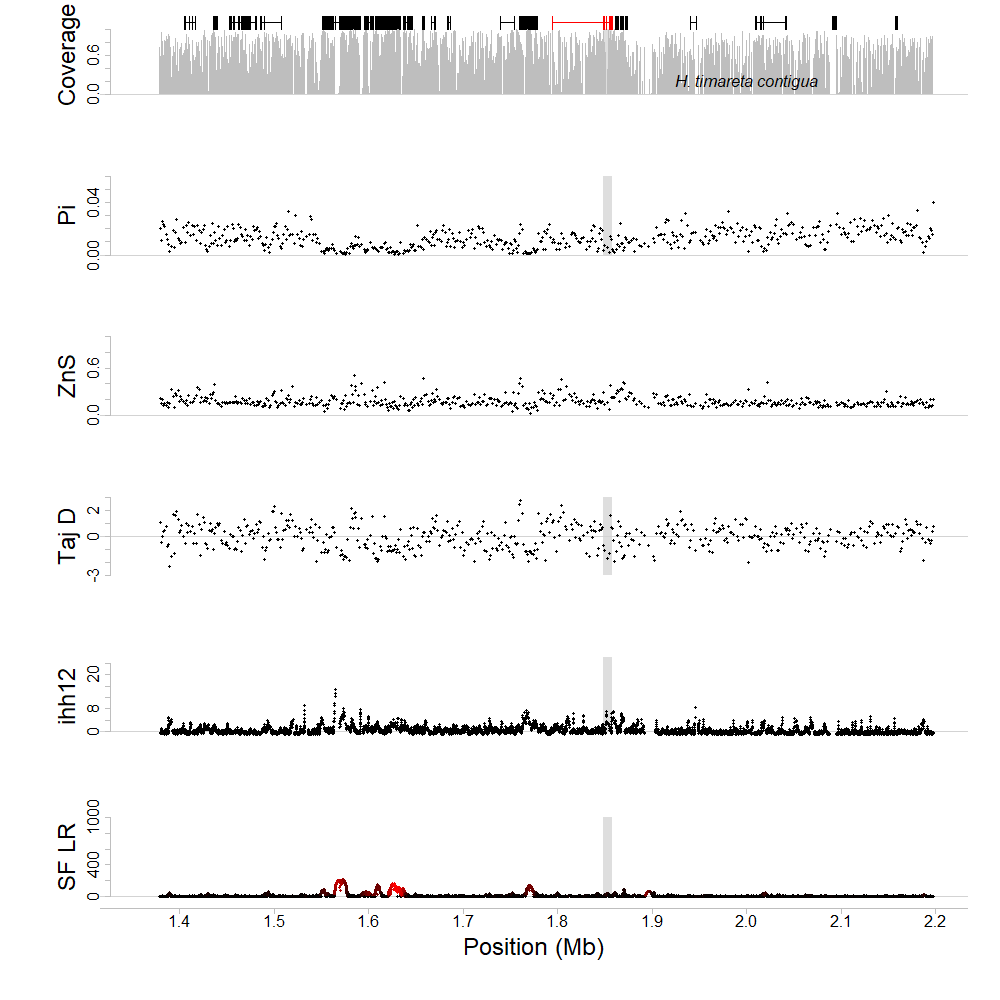 Coverage
0.6
0.0
H. timareta contigua
Pi
0.04
0.00
ZnS
0.6
0.0
Taj D
2
0
-3
ihh12
20
8
0
SF LR
1000
400
0
1.4 1.5 1.6 1.7 1.8 1.9 2.0 2.1 2.2
Position (Mb)